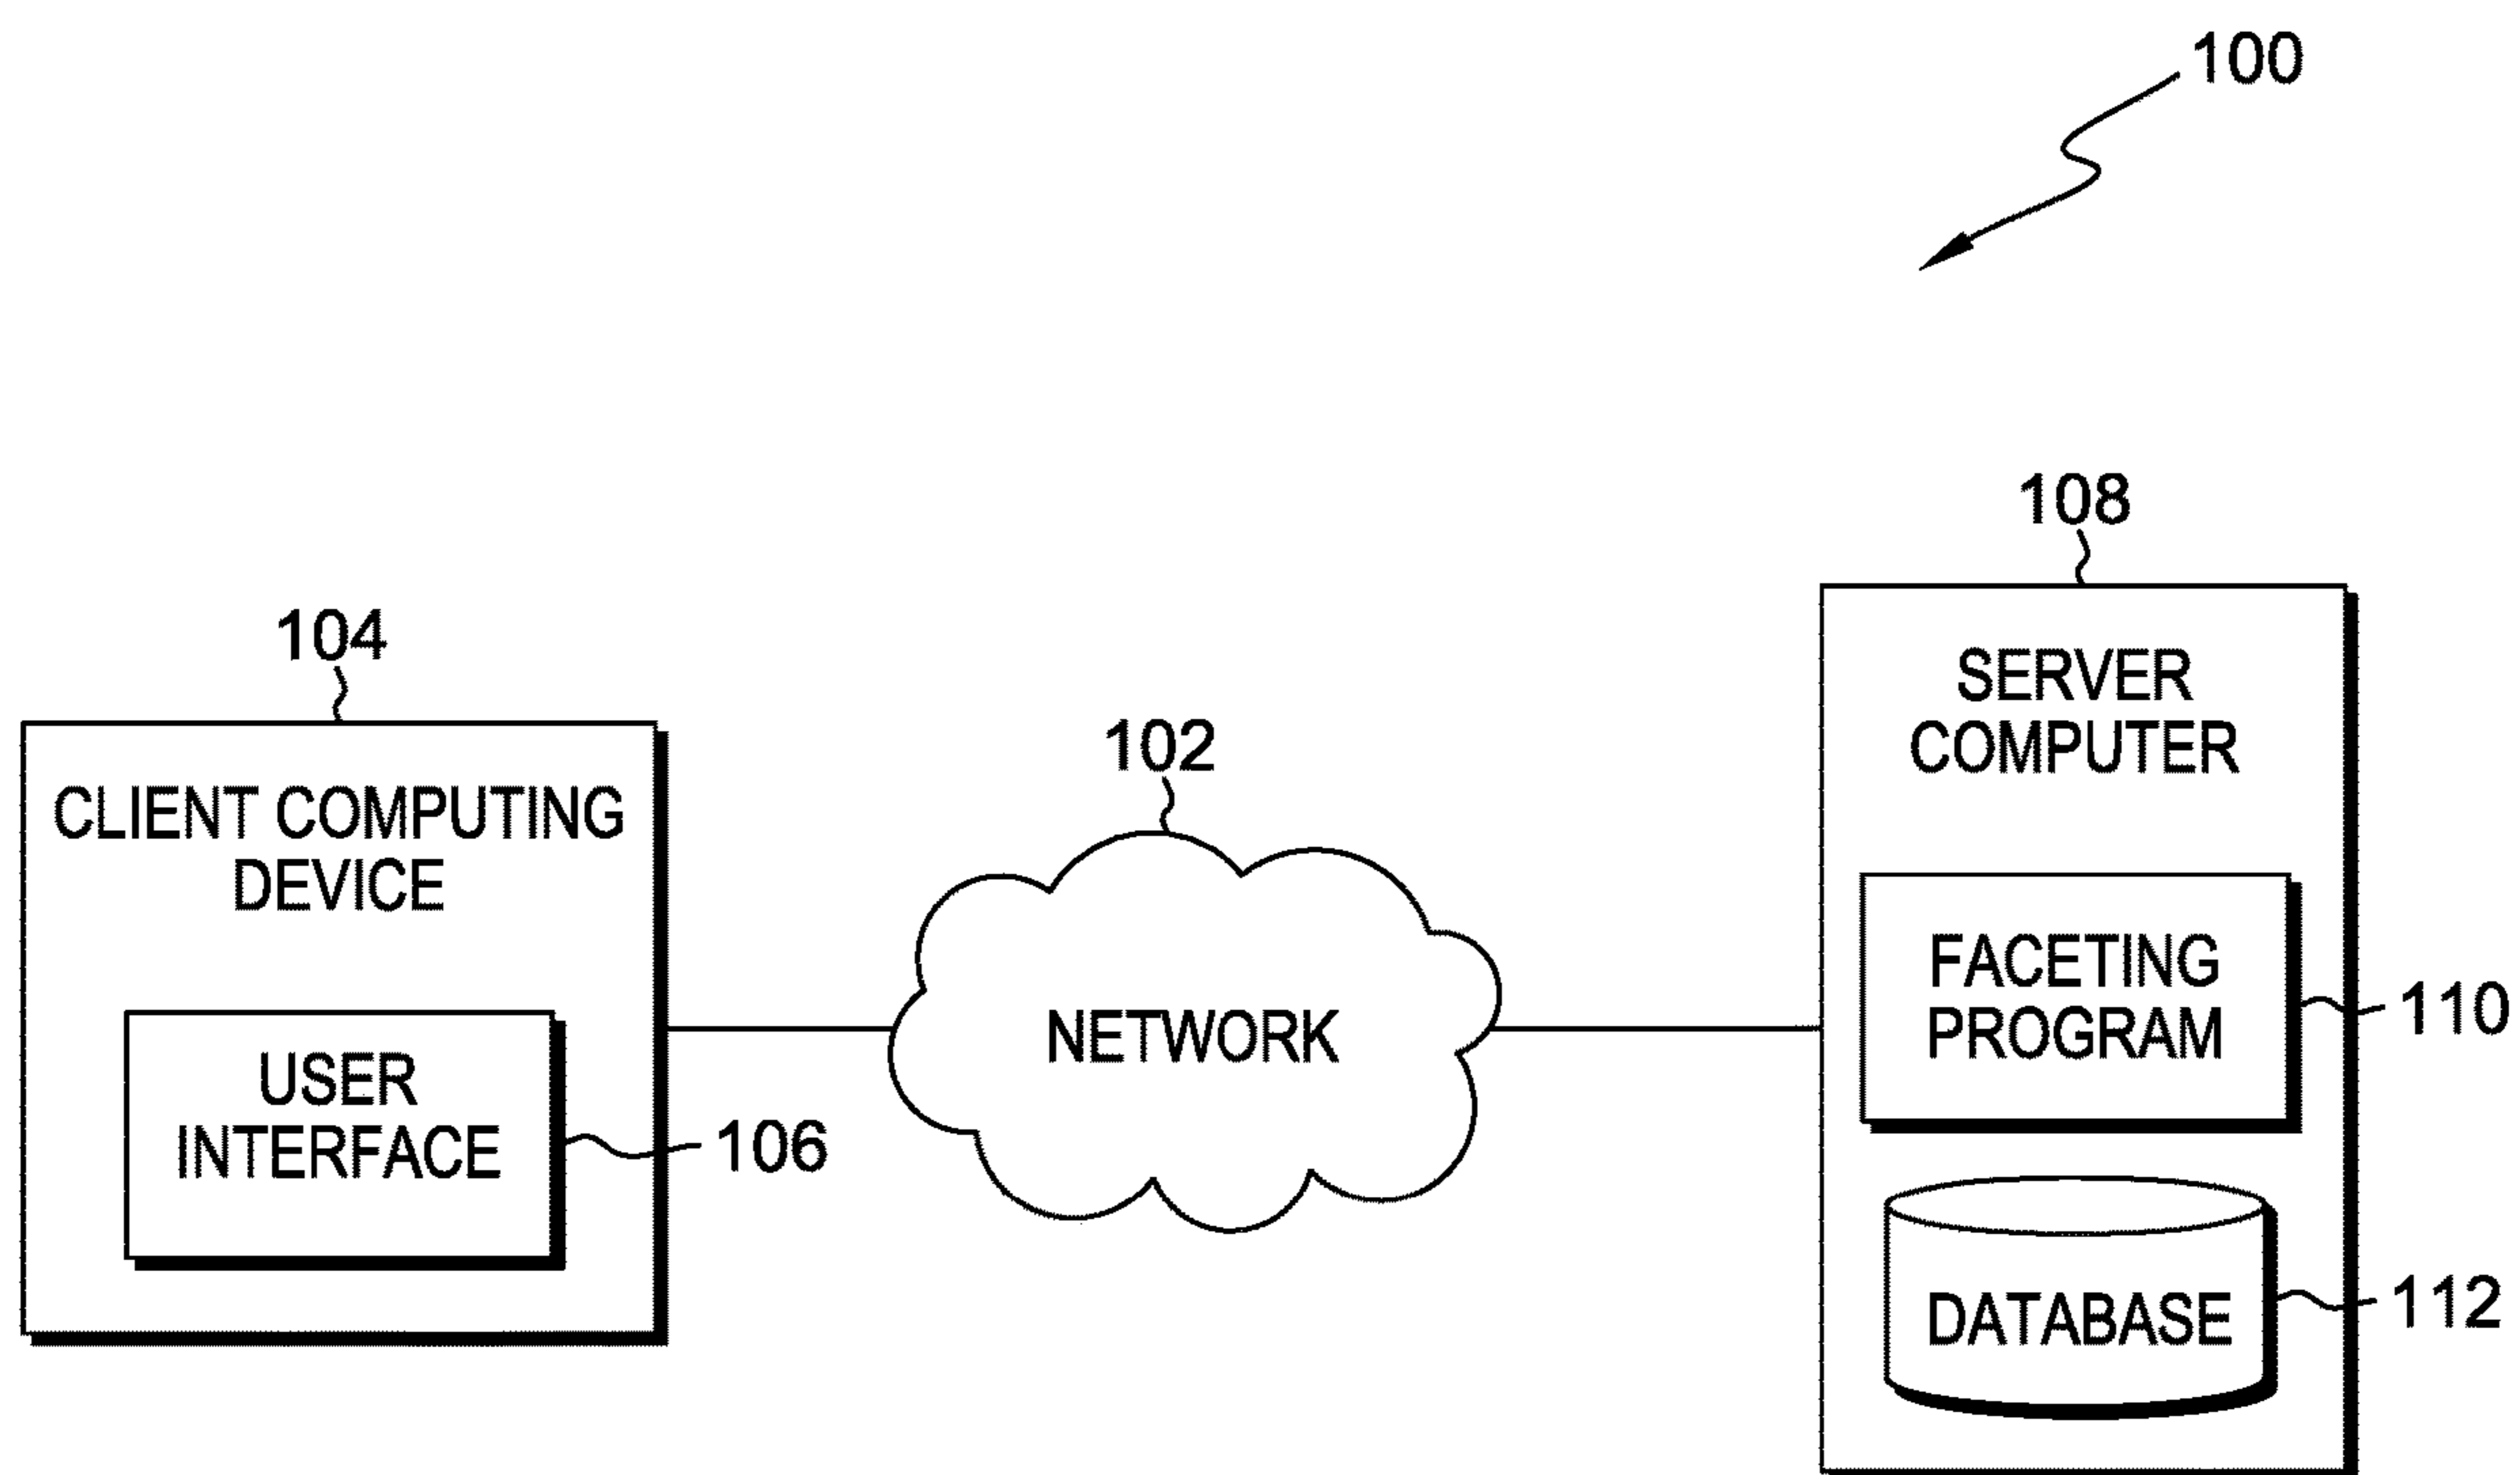 100
104
CLIENT COMPUTING
DEVICE
USER
INTERFACE
106
102
NETWORK
108
SERVER
COMPUTER
FACETING
PROGRAM
110
DATABASE
112